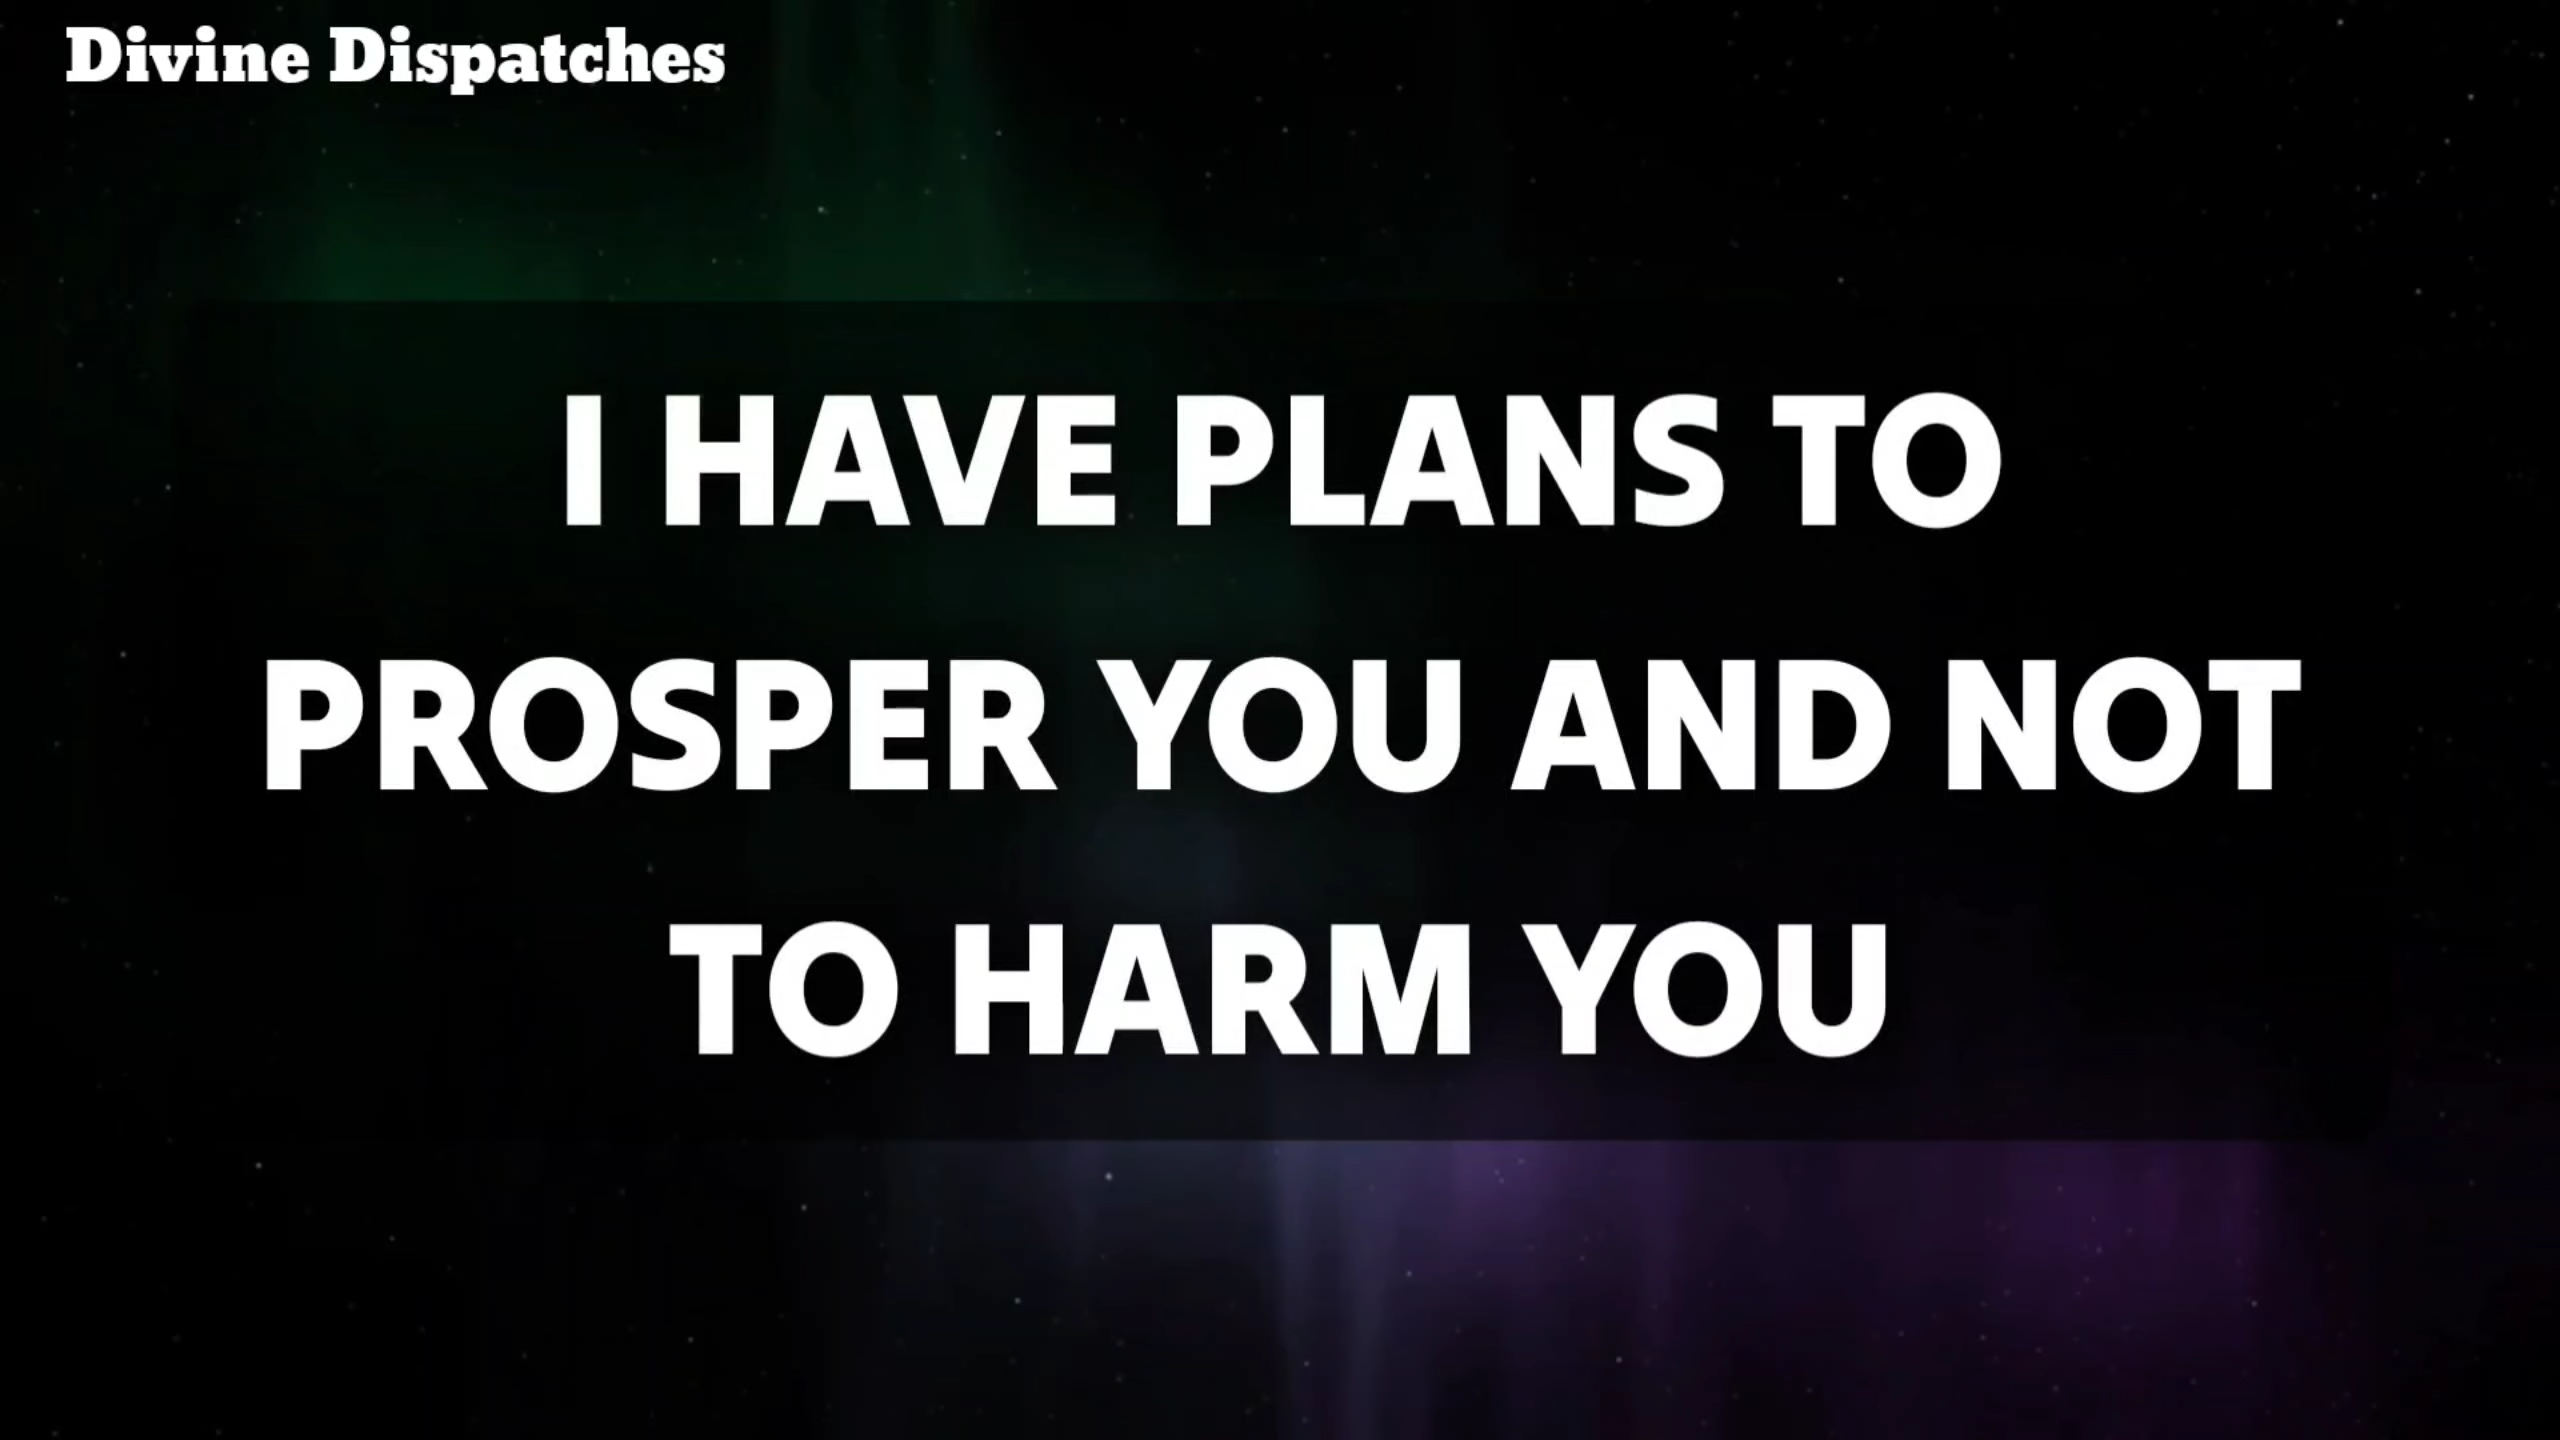 Divine Dispatches
I HAVE PLANS TO
PROSPER YOU AND NOT
TO HARM YOU